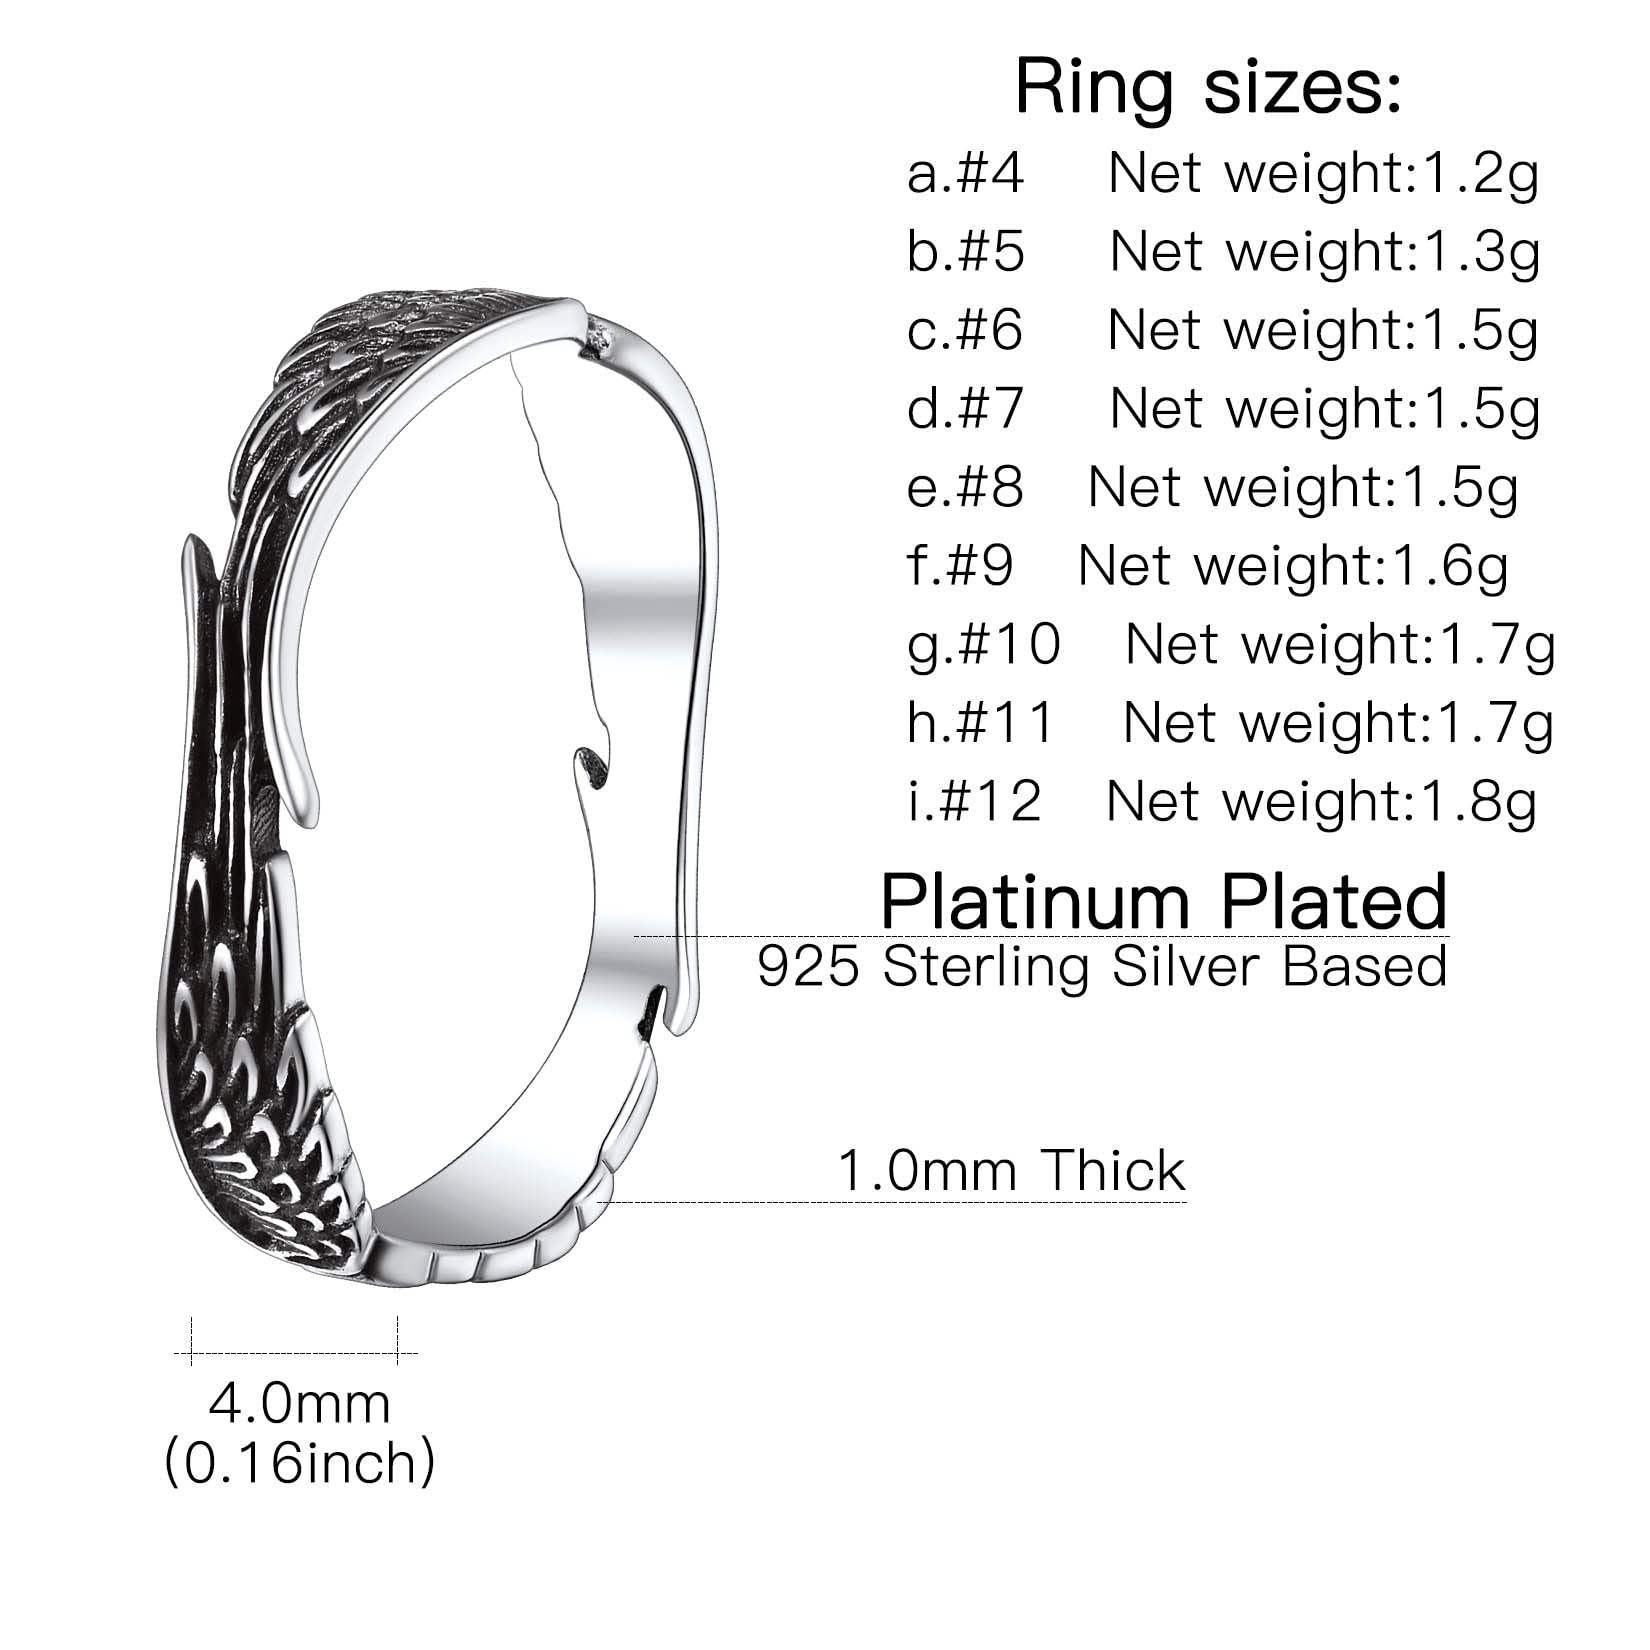 Ring sizes:
a.#4 Net weight:1.2g
b.#5 Net weight:1.3g
c.#6 Net weight:1.5g
d.#7 Net weight:1.5g
e.#8 Net weight:1.5g
f.#9 Net weight:1.6g
g.#10 Net weight:1.7g
h.#11 Net weight:1.7g
i.#12 Net weight:1.8g
Platinum Plated
925 Sterling Silver Based
1.0mm Thick
4.0mm
(0.16inch)